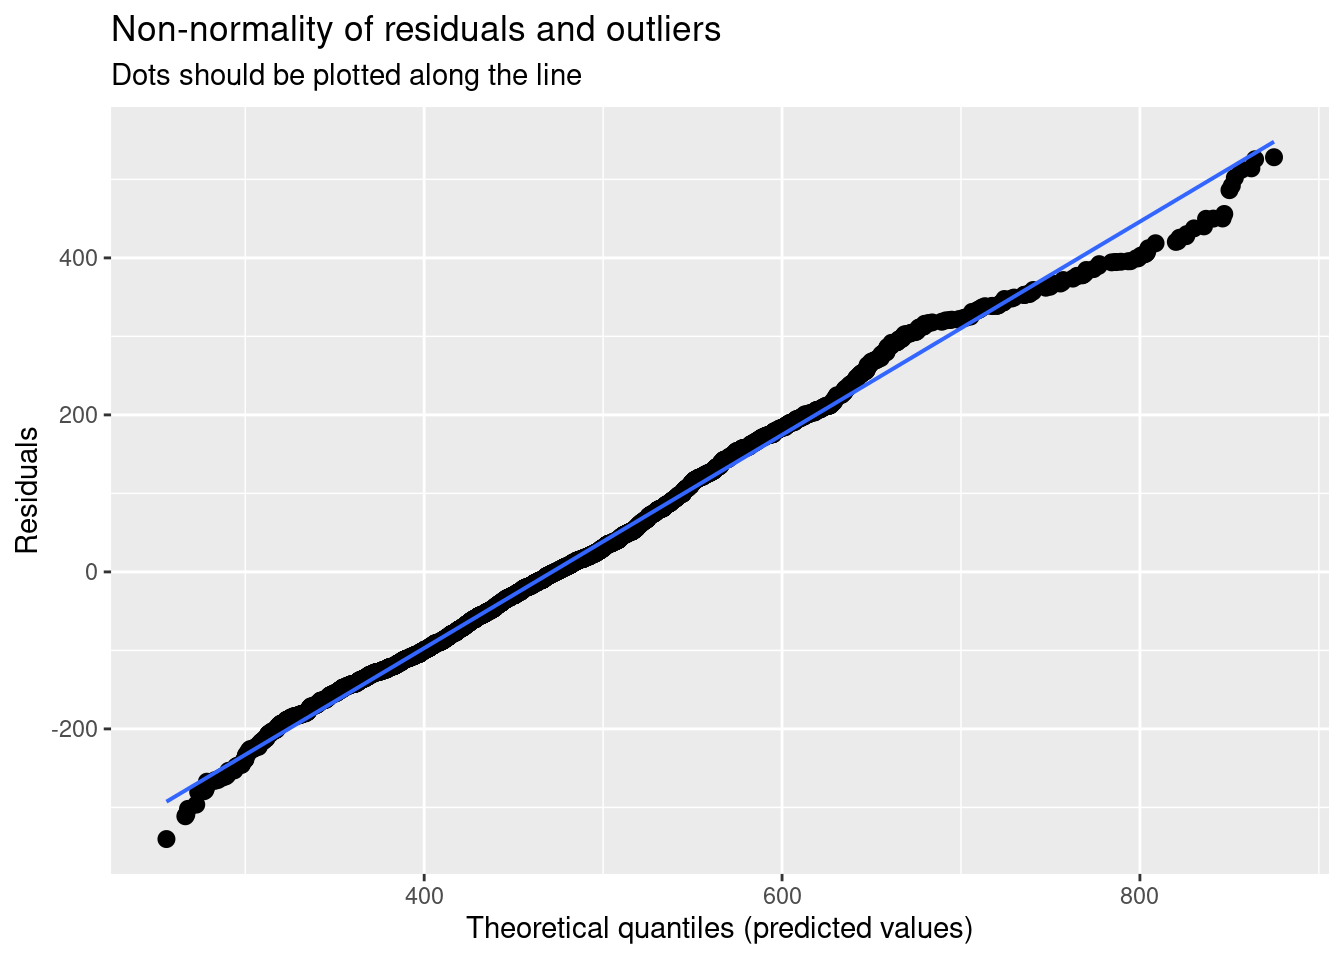 Non-normality of residuals and outliers
Dots should be plotted along the line
400
200
0
-200
Residuals
400
600
800
Theoretical quantiles (predicted values)